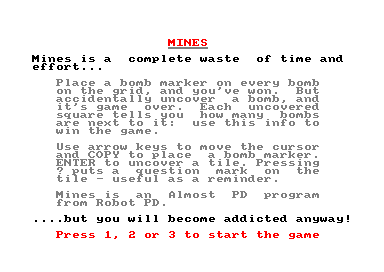 MINES
Mines is a complete waste of time and
effort...
Place a bomb marker on every bomb
on the grid, and you've won. But
accidentally uncover a bomb, and
it's game over. Each uncovered
square tells you how many bombs
are next to it: use this info to
win the game.
Use arrow keys to move the cursor
and COPY to place a bomb marker.
ENTER to uncover a tile. Pressing
? puts a question mark on the
tile - useful as a reminder.
Mines is an Almost PD program
from Robot PD.
....but you will become addicted anyway!
Press 1, 2 or 3 to start the game